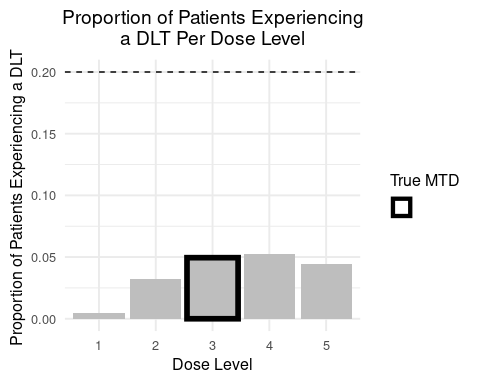 Proportion of Patients Experiencing
a DLT Per Dose Level
Proportion of Patients Experiencing a DLT
0.20
0.15
0.10
0.05
0.00
1 2 3 4 5
Dose Level
True MTD